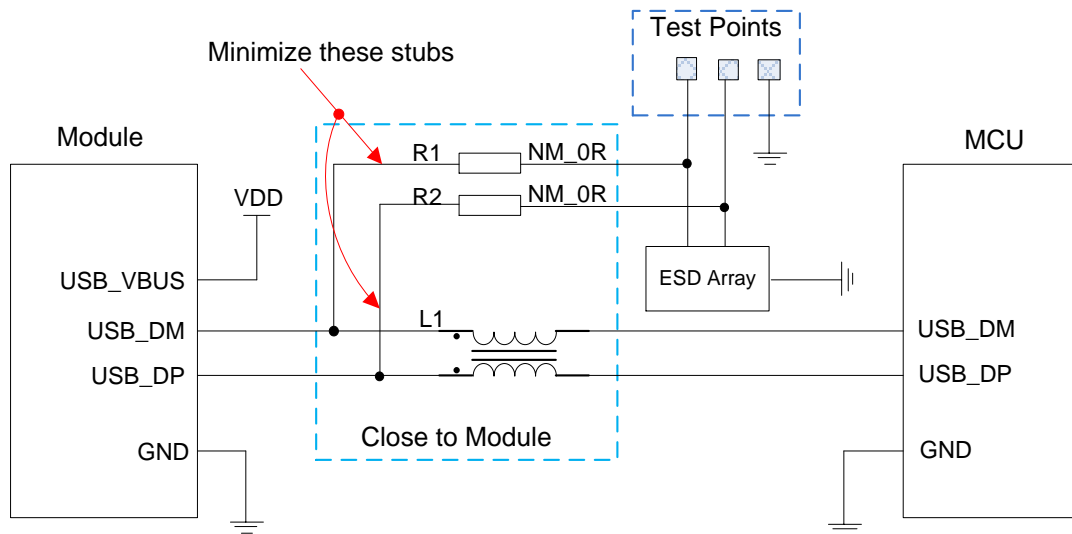 Test Points
Minimize these stubs
Module
MCU
R1
NM_0R
VDD
R2
NM_0R
ESD Array
USB_VBUS
L1
USB_DM
USB_DM
USB_DP
USB_DP
Close to Module
GND
GND